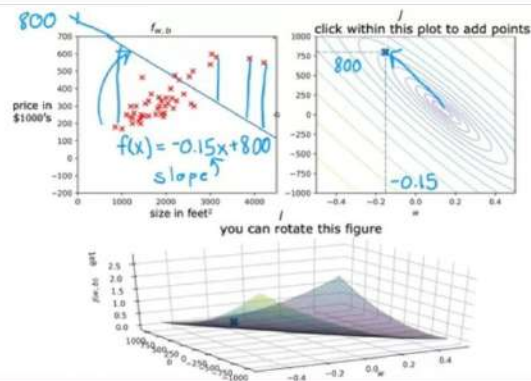 800
f_{w,b}
700
600
500
400
300
200
100
0
−100
−200
price in
$1000's
f(x) = -0.15x+800
slope
0 1000 2000 3000 4000
size in feet²
J
click within this plot to add points
1000
750
500
250
0
−250
−500
−750
−1000
800
-0.15
−0.4 −0.2 0.0 0.2 0.4
w
J
you can rotate this figure
2.5
2.0
1.5
1.0
0.5
0.0
−0.4 −0.2 0.0 0.2 0.4
w